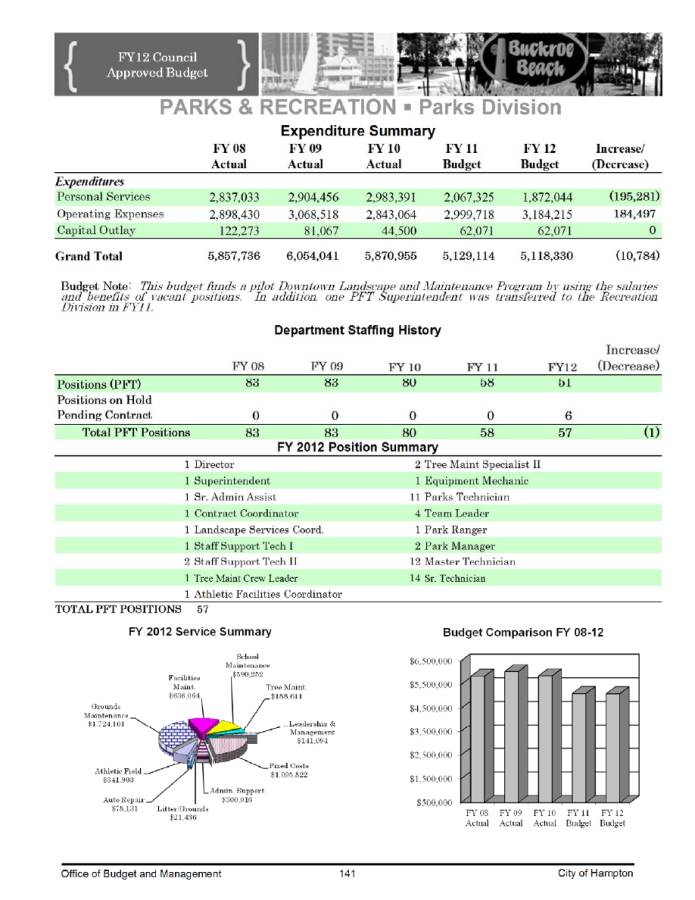 FY12 Council
Approved Budget
Buckroe
Beach
PARKS & RECREATION ▪ Parks Division
Expenditure Summary
FY 08 FY 09 FY 10 FY 11 FY 12 Increase/
Actual Actual Actual Budget Budget (Decrease)
Expenditures
Personal Services 2,837,033 2,904,456 2,983,391 2,067,325 1,872,044 (195,281)
Operating Expenses 2,898,430 3,068,518 2,843,064 2,999,718 3,184,215 184,497
Capital Outlay 122,273 81,067 44,500 62,071 62,071 0
Grand Total 5,857,736 6,054,041 5,870,955 5,129,114 5,118,330 (10,784)
Budget Note: This budget funds a pilot Downtown Landscape and Maintenance Program by using the salaries
and benefits of vacant positions. In addition, one PFT Superintendent was transferred to the Recreation
Division in FY11.
Department Staffing History
Increase/
FY 08 FY 09 FY 10 FY 11 FY12 (Decrease)
Positions (PFT) 83 83 80 58 51
Positions on Hold
Pending Contract 0 0 0 0 6
Total PFT Positions 83 83 80 58 57 (1)
FY 2012 Position Summary
1 Director 2 Tree Maint Specialist II
1 Superintendent 1 Equipment Mechanic
1 Sr. Admin Assist 11 Parks Technician
1 Contract Coordinator 4 Team Leader
1 Landscape Services Coord. 1 Park Ranger
1 Staff Support Tech I 2 Park Manager
2 Staff Support Tech II 12 Master Technician
1 Tree Maint Crew Leader 14 Sr. Technician
1 Athletic Facilities Coordinator
TOTAL PFT POSITIONS 57
FY 2012 Service Summary
School
Maintenance
$590,252
Facilities
Maint.
$636,064
Tree Maint.
$188,611
Grounds
Maintenance
$1,724,101
Leadership &
Management
$141,094
Athletic Field
$341,903
Fixed Costs
$1,095,822
Auto Repair
$78,131
Litter/Grounds
$21,436
Admin. Support
$300,916
Budget Comparison FY 08-12
$6,500,000
$5,500,000
$4,500,000
$3,500,000
$2,500,000
$1,500,000
$500,000
FY 08 FY 09 FY 10 FY 11 FY 12
Actual Actual Actual Budget Budget
Office of Budget and Management 141 City of Hampton